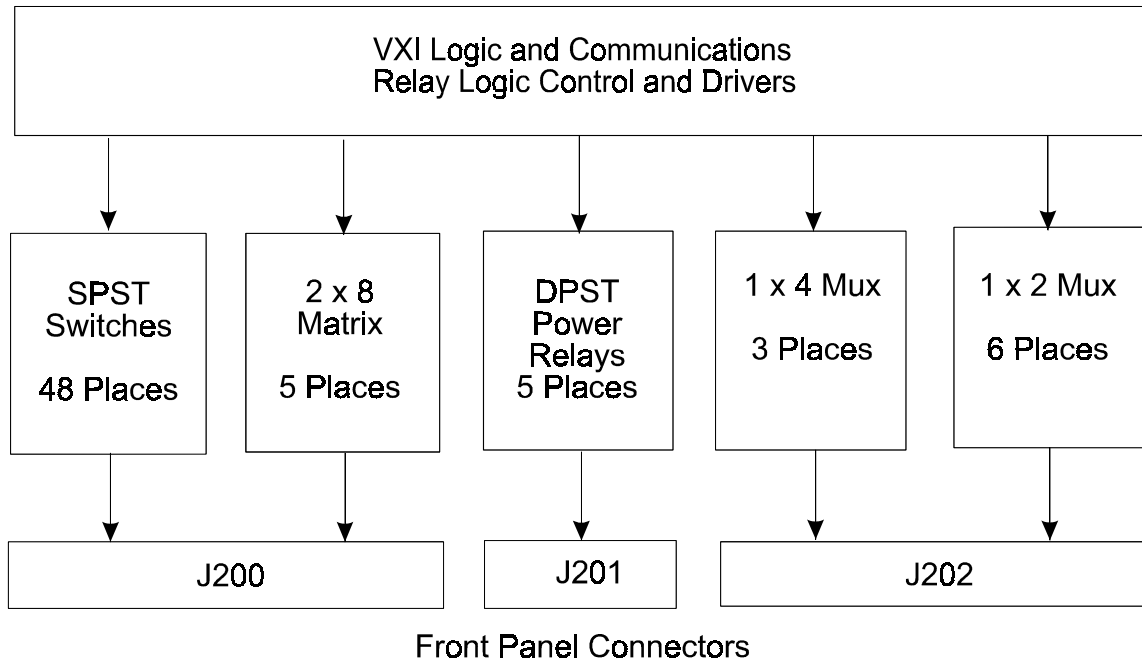 VXI Logic and Communications
Relay Logic Control and Drivers
SPST
Switches
48 Places
2 x 8
Matrix
5 Places
DPST
Power
Relays
5 Places
1 x 4 Mux
3 Places
1 x 2 Mux
6 Places
J200
J201
J202
Front Panel Connectors